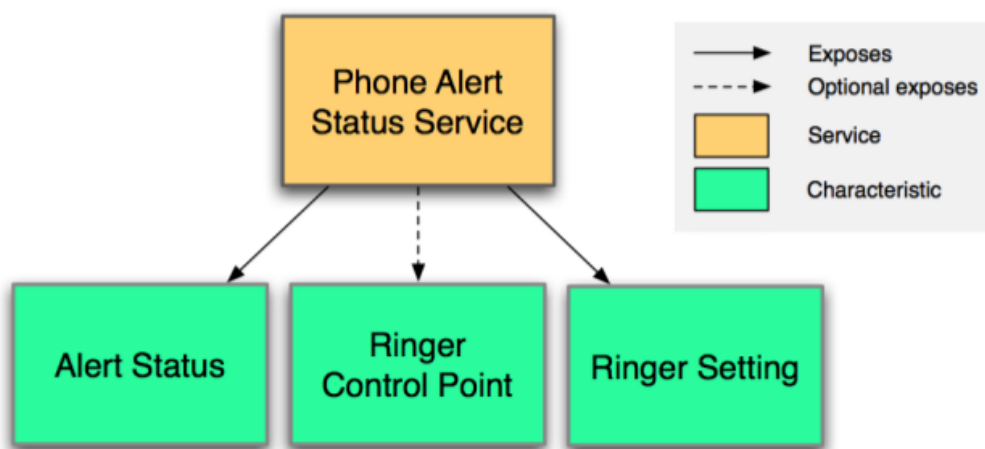 Phone Alert
Status Service
Exposes
Optional exposes
Service
Characteristic
Alert Status
Ringer
Control Point
Ringer Setting